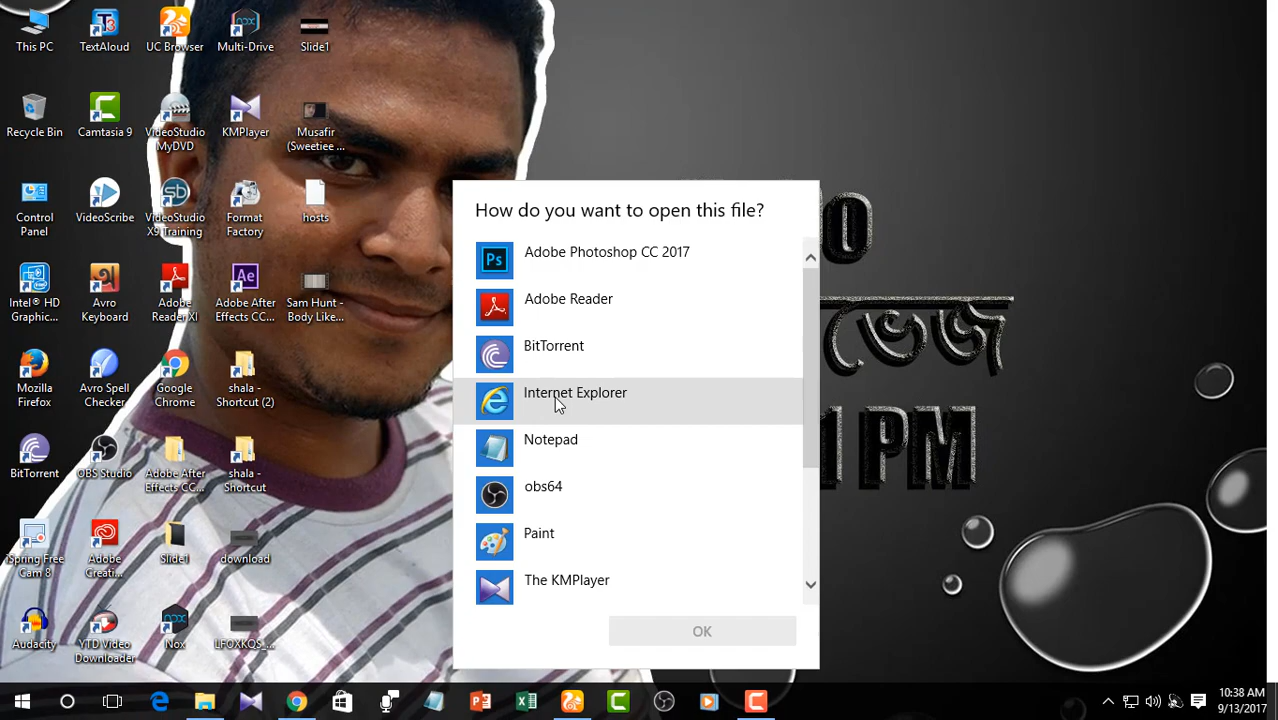 This PC
TextAloud
UC Browser
Multi-Drive
Slide1
Recycle Bin
Camtasia 9
VideoStudio
MyDVD
KMPlayer
Musafir
(Sweetiee ...
Control
Panel
VideoScribe
VideoStudio
X9 Training
Format
Factory
hosts
Intel® HD
Graphic...
Avro
Keyboard
Adobe
Reader XI
Adobe After
Effects CC...
Sam Hunt -
Body Like...
Mozilla
Firefox
Avro Spell
Checker
Google
Chrome
shala -
Shortcut (2)
BitTorrent
OBS Studio
Adobe After
Effects CC...
shala -
Shortcut
iSpring Free
Cam 8
Adobe
Creati...
Slide1
download
Audacity
YTD Video
Downloader
Nox
LFOXKQS_...
How do you want to open this file?
Adobe Photoshop CC 2017
Adobe Reader
BitTorrent
Internet Explorer
Notepad
obs64
Paint
The KMPlayer
OK
ভেজ
1 PM
10:38 AM
9/13/2017